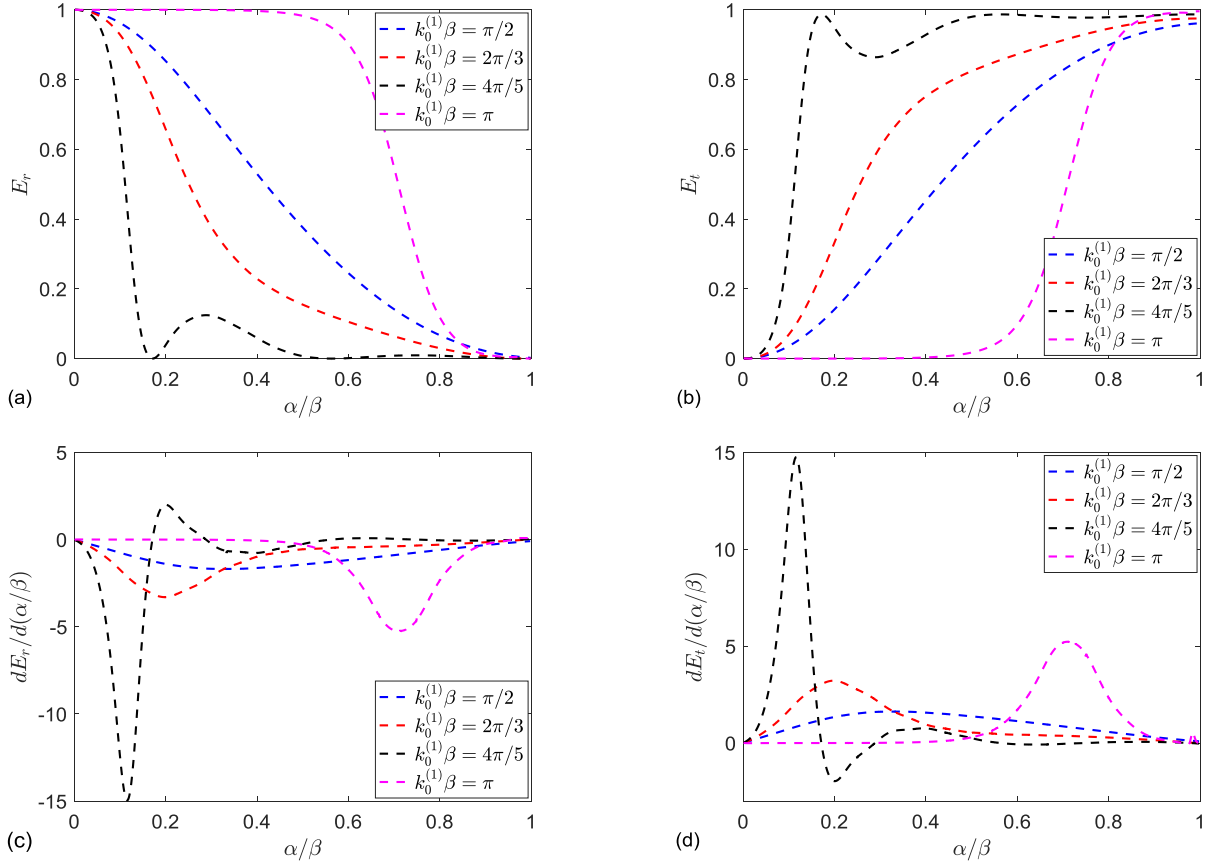 1
0.8
0.6
0.4
0.2
0
0
0.2
0.4
0.6
0.8
1
E_r
α/β
k_0^{(1)}β = π/2
k_0^{(1)}β = 2π/3
k_0^{(1)}β = 4π/5
k_0^{(1)}β = π
(a)
1
0.8
0.6
0.4
0.2
0
0
0.2
0.4
0.6
0.8
1
E_t
α/β
k_0^{(1)}β = π/2
k_0^{(1)}β = 2π/3
k_0^{(1)}β = 4π/5
k_0^{(1)}β = π
(b)
5
0
-5
-10
-15
0
0.2
0.4
0.6
0.8
1
dE_r/d(α/β)
α/β
k_0^{(1)}β = π/2
k_0^{(1)}β = 2π/3
k_0^{(1)}β = 4π/5
k_0^{(1)}β = π
(c)
15
10
5
0
0
0.2
0.4
0.6
0.8
1
dE_t/d(α/β)
α/β
k_0^{(1)}β = π/2
k_0^{(1)}β = 2π/3
k_0^{(1)}β = 4π/5
k_0^{(1)}β = π
(d)